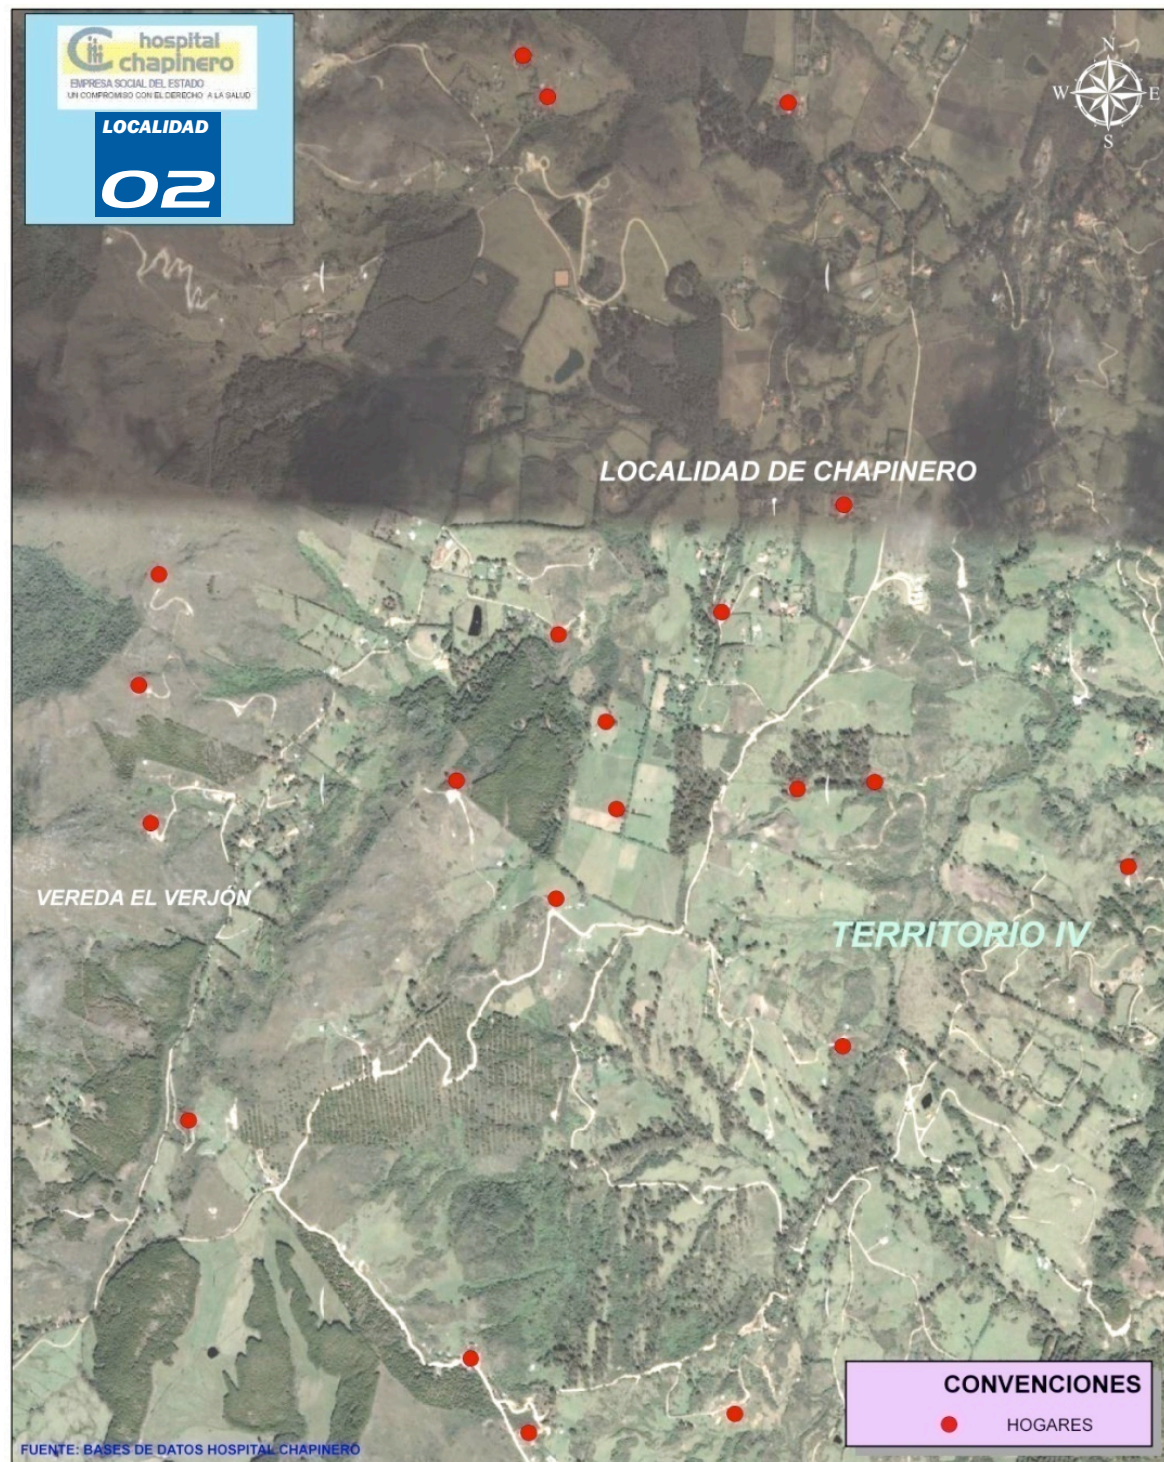 hospital
chapinero
EMPRESA SOCIAL DEL ESTADO
UN COMPROMISO CON EL DERECHO A LA SALUD
LOCALIDAD
02
N
W E
S
LOCALIDAD DE CHAPINERO
VEREDA EL VERJÓN
TERRITORIO IV
CONVENCIONES
HOGARES
FUENTE: BASES DE DATOS HOSPITAL CHAPINERO